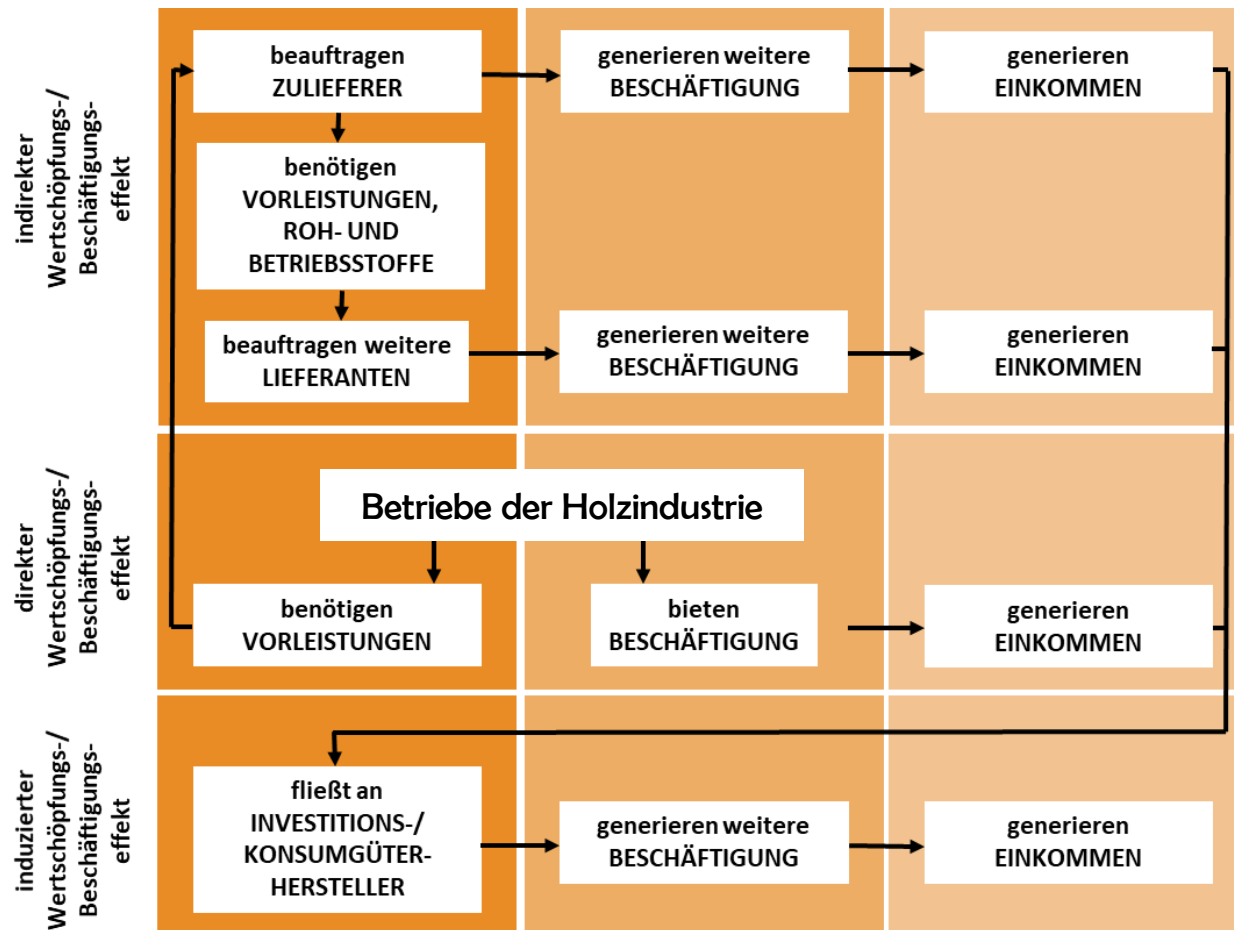 indirekter
Wertschöpfungs-/
Beschäftigungs-
effekt
beauftragen
ZULIEFERER
generieren weitere
BESCHÄFTIGUNG
generieren
EINKOMMEN
benötigen
VORLEISTUNGEN,
ROH- UND
BETRIEBSSTOFFE
beauftragen weitere
LIEFERANTEN
generieren weitere
BESCHÄFTIGUNG
generieren
EINKOMMEN
direkter
Wertschöpfungs-/
Beschäftigungs-
effekt
Betriebe der Holzindustrie
benötigen
VORLEISTUNGEN
bieten
BESCHÄFTIGUNG
generieren
EINKOMMEN
induzierter
Wertschöpfungs-/
Beschäftigungs-
effekt
fließt an
INVESTITIONS-/
KONSUMGÜTER-
HERSTELLER
generieren weitere
BESCHÄFTIGUNG
generieren
EINKOMMEN